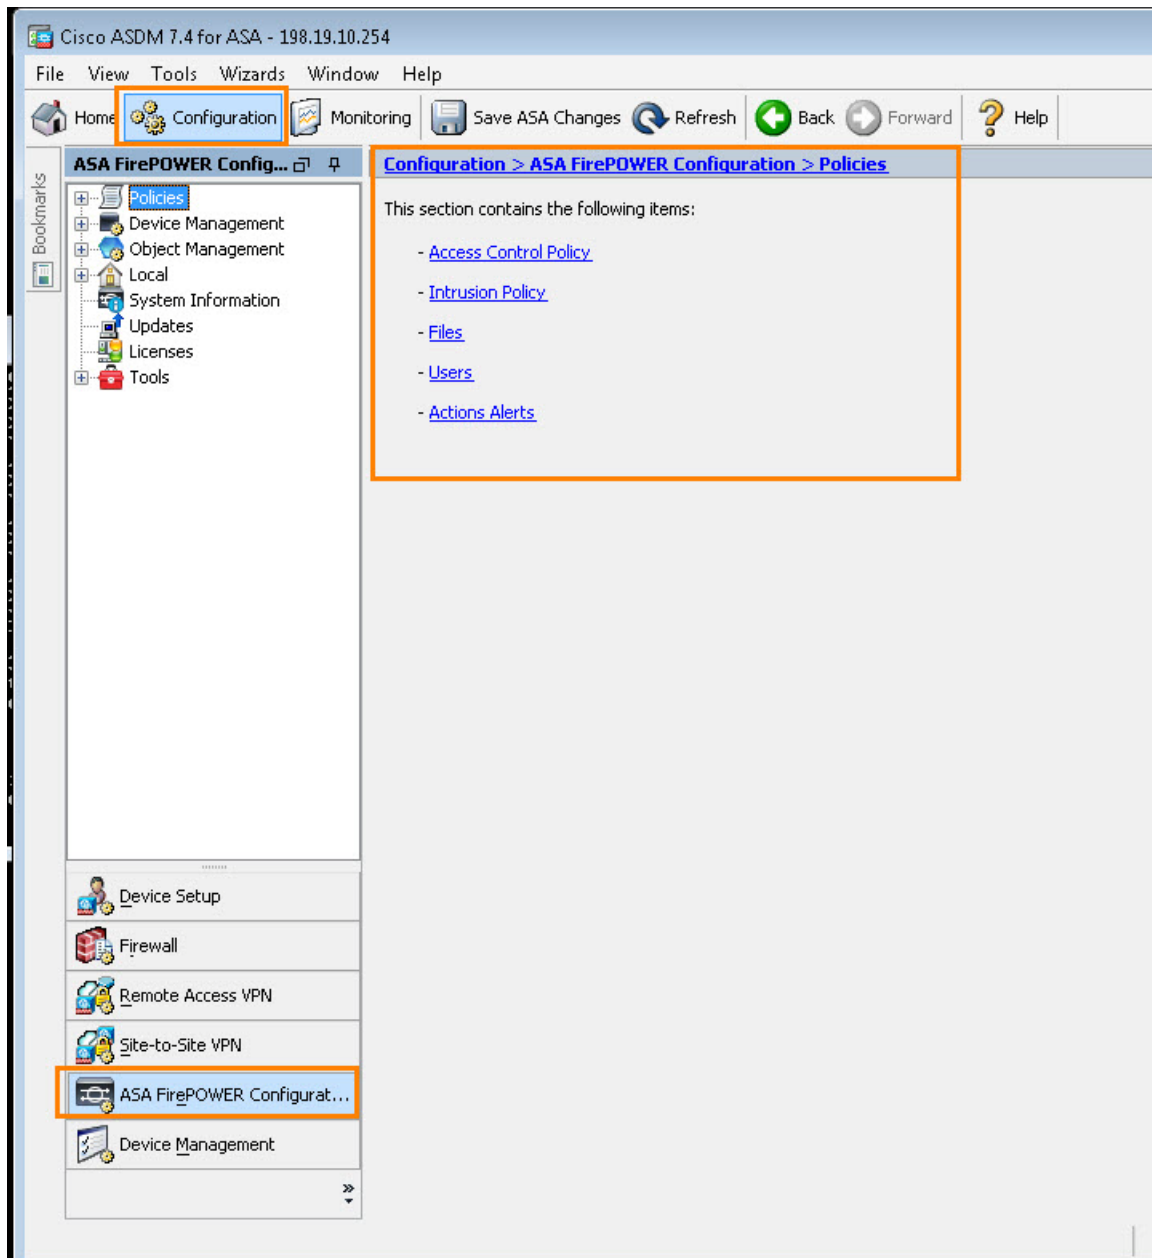 Cisco ASDM 7.4 for ASA - 198.19.10.254
File View Tools Wizards Window Help
Home Configuration Monitoring Save ASA Changes Refresh Back Forward Help
Bookmarks
ASA FirePOWER Config...
Policies
Device Management
Object Management
Local
System Information
Updates
Licenses
Tools
Configuration > ASA FirePOWER Configuration > Policies
This section contains the following items:
- Access Control Policy
- Intrusion Policy
- Files
- Users
- Actions Alerts
Device Setup
Firewall
Remote Access VPN
Site-to-Site VPN
ASA FirePOWER Configurat...
Device Management